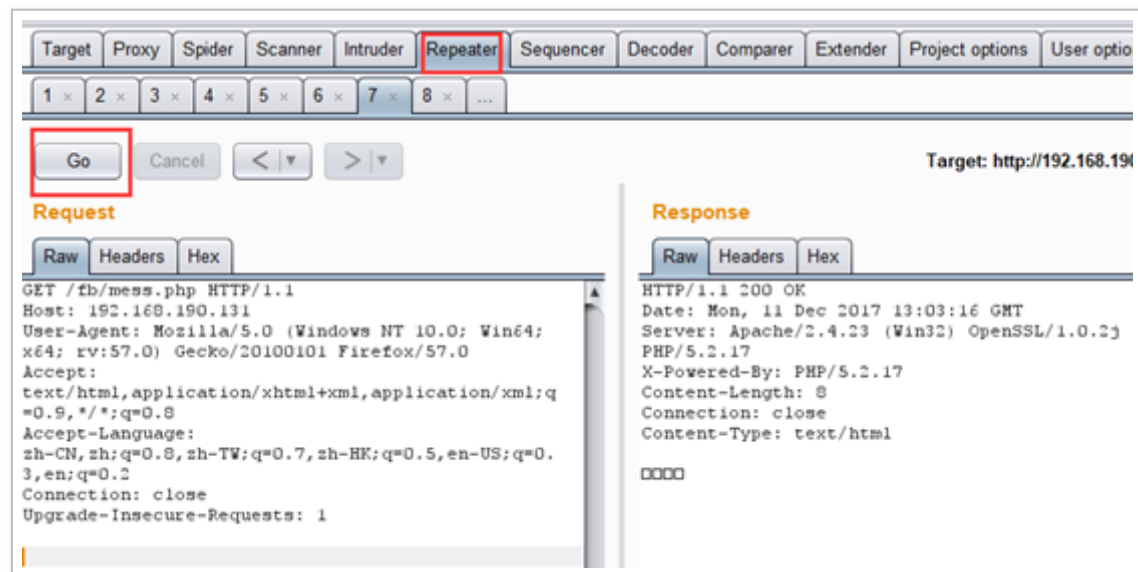 Target Proxy Spider Scanner Intruder Repeater Sequencer Decoder Comparer Extender Project options User optio
1 × 2 × 3 × 4 × 5 × 6 × 7 × 8 × ...
Go Cancel < > Target: http://192.168.190
Request Response
Raw Headers Hex
GET /fb/mess.php HTTP/1.1
Host: 192.168.190.131
User-Agent: Mozilla/5.0 (Windows NT 10.0; Win64;
x64; rv:57.0) Gecko/20100101 Firefox/57.0
Accept:
text/html,application/xhtml+xml,application/xml;q
=0.9,*/*;q=0.8
Accept-Language:
zh-CN,zh;q=0.8,zh-TW;q=0.7,zh-HK;q=0.5,en-US;q=0.
3,en;q=0.2
Connection: close
Upgrade-Insecure-Requests: 1
Raw Headers Hex
HTTP/1.1 200 OK
Date: Mon, 11 Dec 2017 13:03:16 GMT
Server: Apache/2.4.23 (Win32) OpenSSL/1.0.2j
PHP/5.2.17
X-Powered-By: PHP/5.2.17
Content-Length: 8
Connection: close
Content-Type: text/html
□□□□